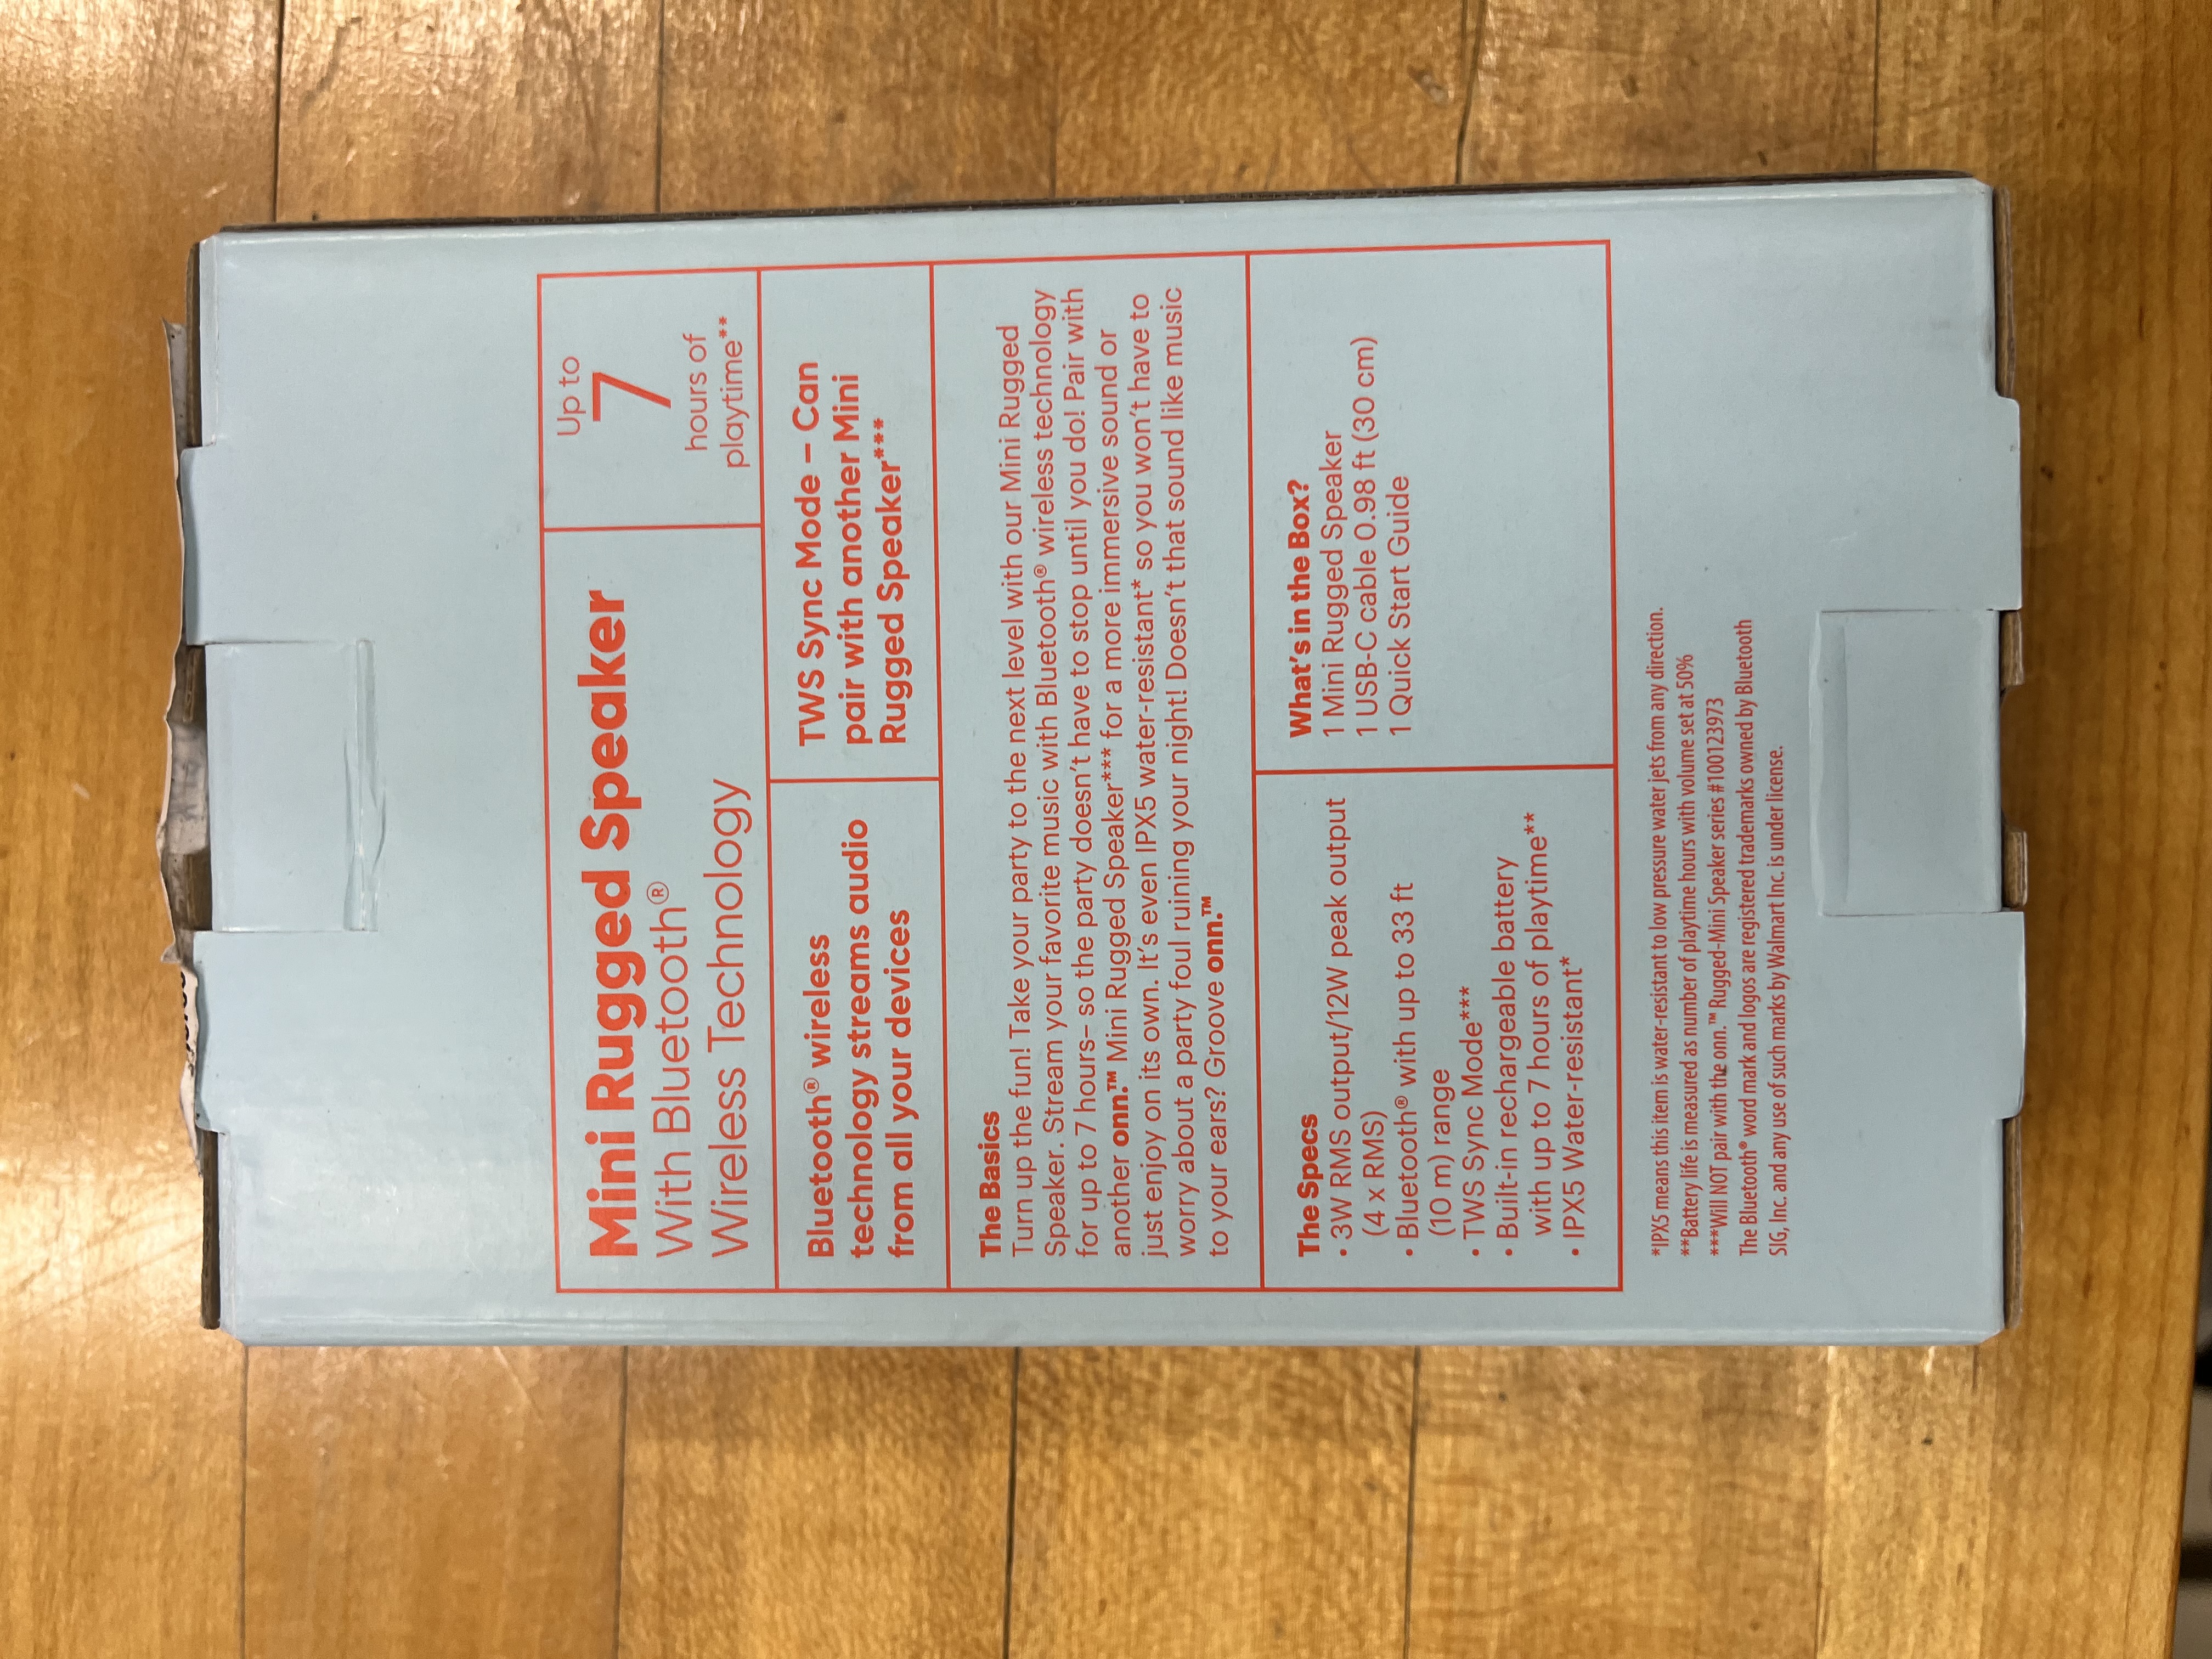 Mini Rugged Speaker
With Bluetooth®
Wireless Technology
Up to
7
hours of
playtime**
Bluetooth® wireless
technology streams audio
from all your devices
TWS Sync Mode – Can
pair with another Mini
Rugged Speaker***
The Basics
Turn up the fun! Take your party to the next level with our Mini Rugged
Speaker. Stream your favorite music with Bluetooth® wireless technology
for up to 7 hours– so the party doesn't have to stop until you do! Pair with
another onn.™ Mini Rugged Speaker*** for a more immersive sound or
just enjoy on its own. It's even IPX5 water-resistant* so you won't have to
worry about a party foul ruining your night! Doesn't that sound like music
to your ears? Groove onn.™
The Specs
• 3W RMS output/12W peak output
(4 x RMS)
• Bluetooth® with up to 33 ft
(10 m) range
• TWS Sync Mode***
• Built-in rechargeable battery
with up to 7 hours of playtime**
• IPX5 Water-resistant*
What's in the Box?
1 Mini Rugged Speaker
1 USB-C cable 0.98 ft (30 cm)
1 Quick Start Guide
*IPX5 means this item is water-resistant to low pressure water jets from any direction.
**Battery life is measured as number of playtime hours with volume set at 50%
***Will NOT pair with the onn.™ Rugged-Mini Speaker series #100123973
The Bluetooth® word mark and logos are registered trademarks owned by Bluetooth
SIG, Inc. and any use of such marks by Walmart Inc. is under license.